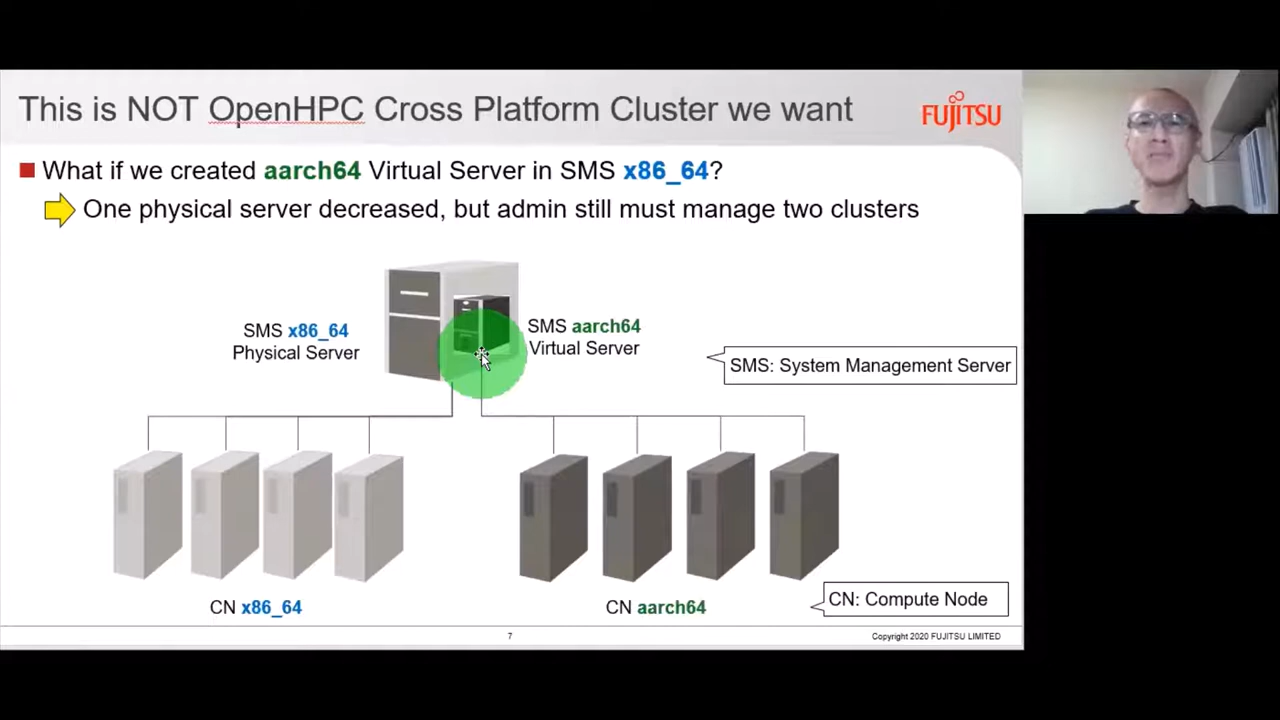 This is NOT OpenHPC Cross Platform Cluster we want
FUJITSU
What if we created aarch64 Virtual Server in SMS x86_64?
One physical server decreased, but admin still must manage two clusters
SMS x86_64
Physical Server
SMS aarch64
Virtual Server
SMS: System Management Server
CN x86_64
CN aarch64
CN: Compute Node
7
Copyright 2020 FUJITSU LIMITED